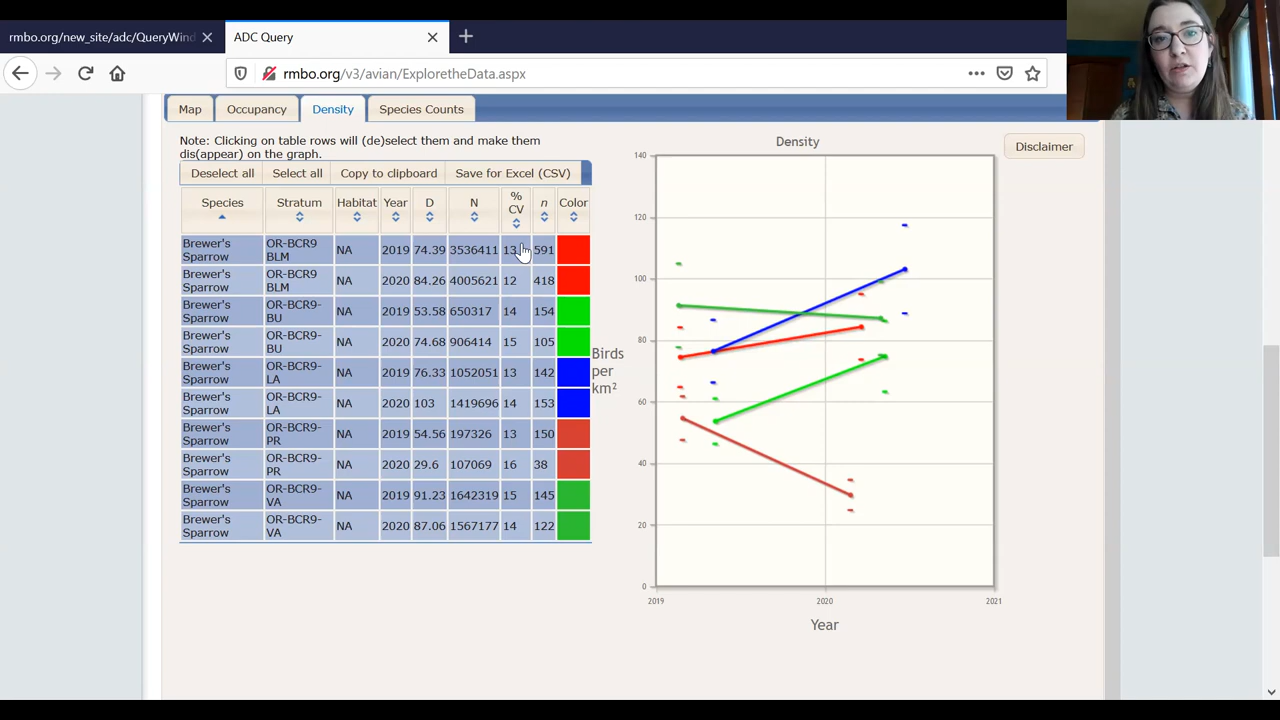 rmbo.org/new_site/adc/QueryWind
ADC Query
rmbo.org/v3/avian/ExploretheData.aspx
Map
Occupancy
Density
Species Counts
Note: Clicking on table rows will (de)select them and make them
dis(appear) on the graph.
Deselect all
Select all
Copy to clipboard
Save for Excel (CSV)
Species Stratum Habitat Year D N % CV n Color
Brewer's Sparrow OR-BCR9 BLM NA 2019 74.39 3536411 13 591
Brewer's Sparrow OR-BCR9 BLM NA 2020 84.26 4005621 12 418
Brewer's Sparrow OR-BCR9-BU NA 2019 53.58 650317 14 154
Brewer's Sparrow OR-BCR9-BU NA 2020 74.68 906414 15 105
Brewer's Sparrow OR-BCR9-LA NA 2019 76.33 1052051 13 142
Brewer's Sparrow OR-BCR9-LA NA 2020 103 1419696 14 153
Brewer's Sparrow OR-BCR9-PR NA 2019 54.56 197326 13 150
Brewer's Sparrow OR-BCR9-PR NA 2020 29.6 107069 16 38
Brewer's Sparrow OR-BCR9-VA NA 2019 91.23 1642319 15 145
Brewer's Sparrow OR-BCR9-VA NA 2020 87.06 1567177 14 122
Density
Disclaimer
140
120
100
80
60
40
20
0
Birds
per
km²
2019
2020
2021
Year